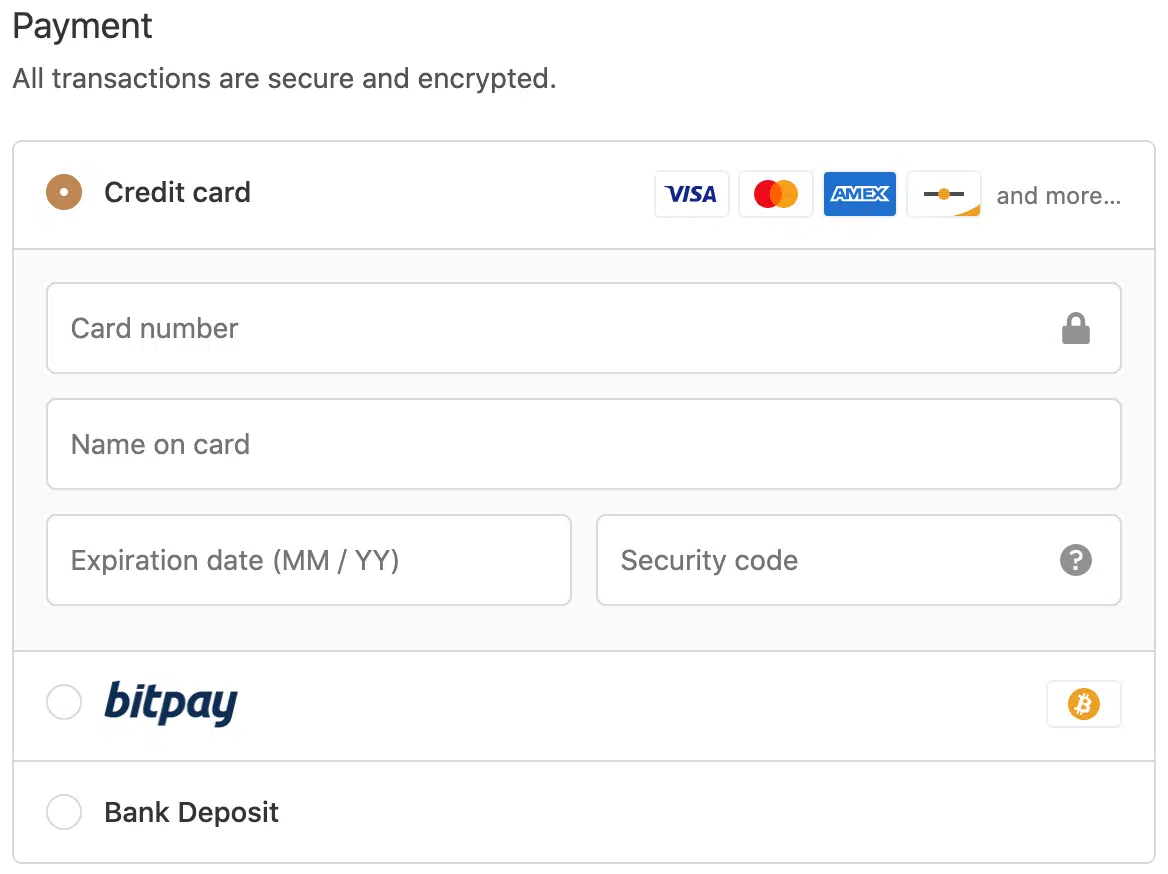 Payment
All transactions are secure and encrypted.
Credit card VISA AMEX and more...
Card number
Name on card
Expiration date (MM / YY) Security code ?
bitpay
Bank Deposit